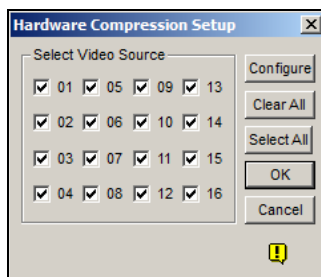 Hardware Compression Setup
Select Video Source
01 05 09 13
02 06 10 14
03 07 11 15
04 08 12 16
Configure
Clear All
Select All
OK
Cancel